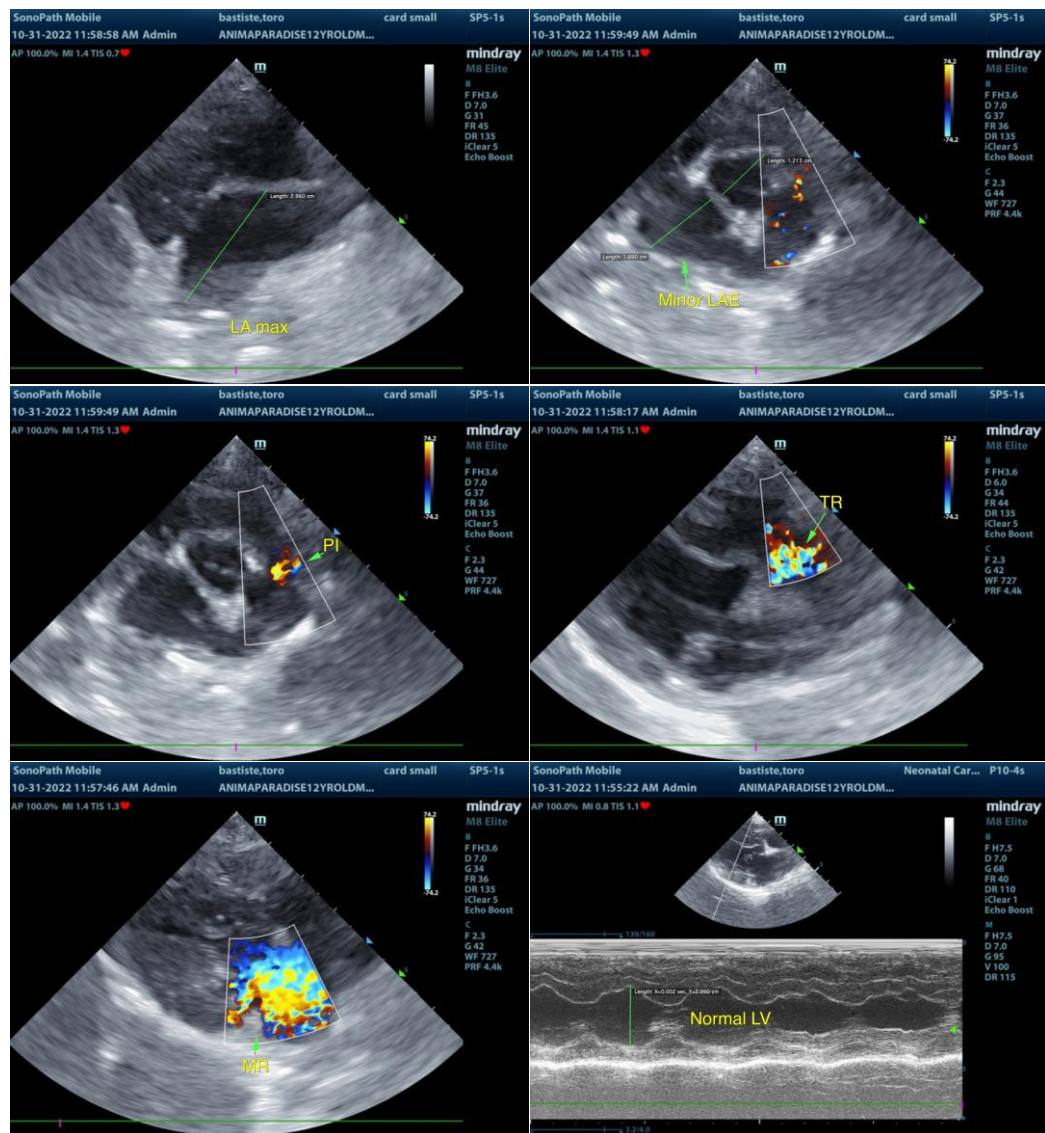 SonoPath Mobile bastiste,toro card small SP5-1s
10-31-2022 11:58:58 AM Admin ANIMAPARADISE12YROLDM...
AP 100.0% MI 1.4 TIS 0.7
m
mindray
M8 Elite
B
F FH3.6
D 7.0
G 31
FR 45
DR 135
iClear 5
Echo Boost
Length: 2.960 cm
LA max
SonoPath Mobile bastiste,toro card small SP5-1s
10-31-2022 11:59:49 AM Admin ANIMAPARADISE12YROLDM...
AP 100.0% MI 1.4 TIS 1.3
m
74.2
-74.2
mindray
M8 Elite
B
F FH3.6
D 7.0
G 37
FR 36
DR 135
iClear 5
Echo Boost
C
F 2.3
G 44
WF 727
PRF 4.4k
Length: 1.213 cm
Minor LAE
SonoPath Mobile bastiste,toro card small SP5-1s
10-31-2022 11:59:49 AM Admin ANIMAPARADISE12YROLDM...
AP 100.0% MI 1.4 TIS 1.3
m
74.2
-74.2
mindray
M8 Elite
B
F FH3.6
D 7.0
G 37
FR 36
DR 135
iClear 5
Echo Boost
C
F 2.3
G 44
WF 727
PRF 4.4k
PI
SonoPath Mobile bastiste,toro card small SP5-1s
10-31-2022 11:58:17 AM Admin ANIMAPARADISE12YROLDM...
AP 100.0% MI 1.4 TIS 1.1
m
74.2
-74.2
mindray
M8 Elite
B
F FH3.6
D 6.0
G 34
FR 44
DR 135
iClear 5
Echo Boost
C
F 2.3
G 42
WF 727
PRF 4.4k
TR
SonoPath Mobile bastiste,toro card small SP5-1s
10-31-2022 11:57:46 AM Admin ANIMAPARADISE12YROLDM...
AP 100.0% MI 1.4 TIS 1.3
m
74.2
-74.2
mindray
M8 Elite
B
F FH3.6
D 7.0
G 34
FR 36
DR 135
iClear 5
Echo Boost
C
F 2.3
G 42
WF 727
PRF 4.4k
MR
SonoPath Mobile bastiste,toro Neonatal Car... P10-4s
10-31-2022 11:55:22 AM Admin ANIMAPARADISE12YROLDM...
AP 100.0% MI 0.8 TIS 1.1
m
mindray
M8 Elite
B
F H7.5
D 7.0
G 68
FR 40
DR 110
iClear 1
Echo Boost
M
F H7.5
D 7.0
G 95
V 100
DR 115
130/160
Normal LV
3.2/4.0